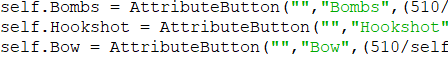 self.Bombs = AttributeButton("","Bombs",(510/
self.Hookshot = AttributeButton("","Hookshot"
self.Bow = AttributeButton("","Bow",(510/self